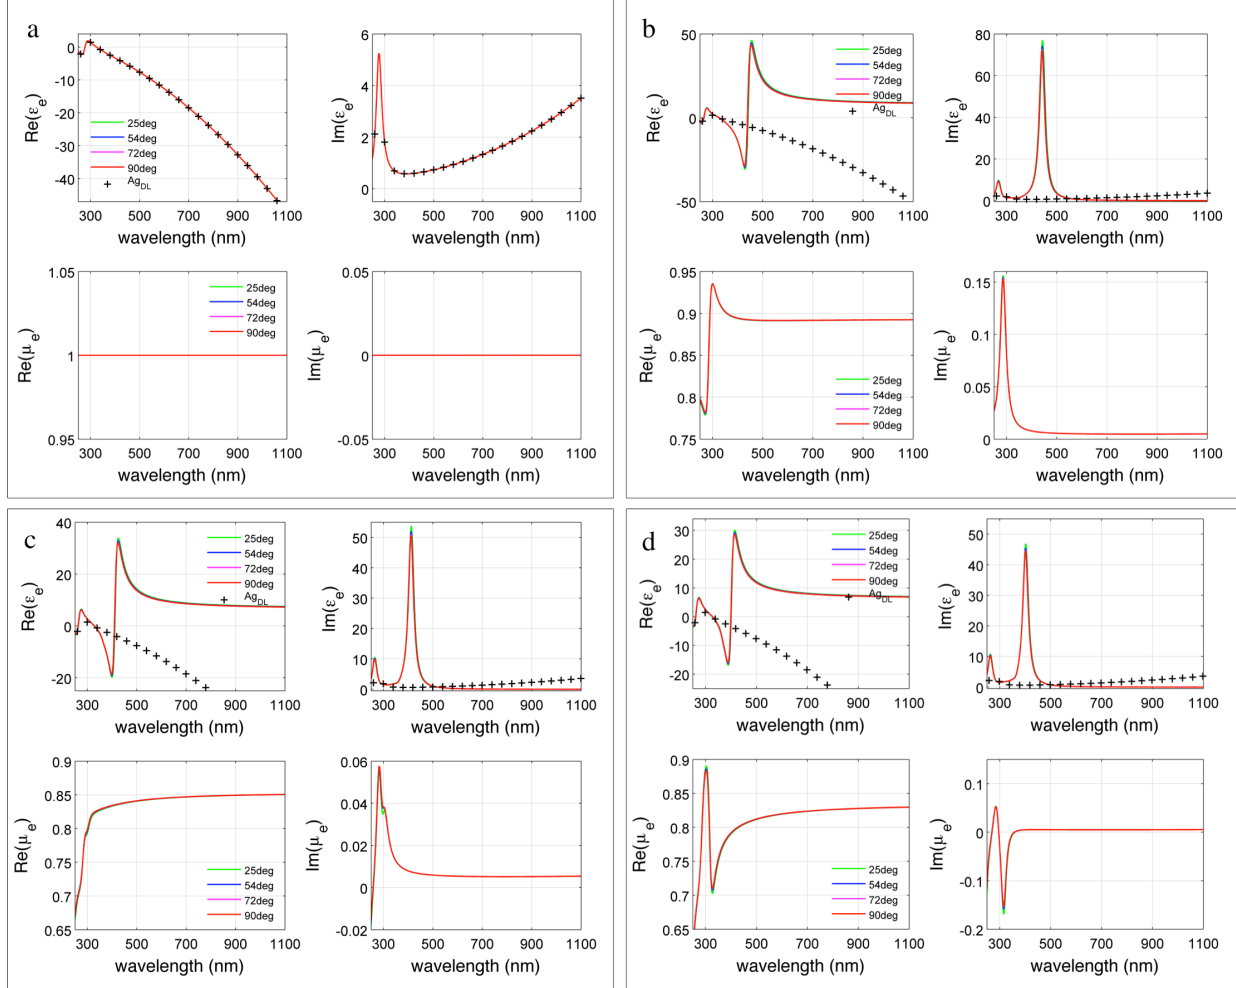 a
0
-10
-20
-30
-40
Re(εe)
25deg
54deg
72deg
90deg
AgDL
300 500 700 900 1100
wavelength (nm)
6
4
2
0
Im(εe)
300 500 700 900 1100
wavelength (nm)
1.05
1
0.95
Re(μe)
25deg
54deg
72deg
90deg
300 500 700 900 1100
wavelength (nm)
0.05
0
-0.05
Im(μe)
300 500 700 900 1100
wavelength (nm)
b
50
0
-50
Re(εe)
25deg
54deg
72deg
90deg
AgDL
300 500 700 900 1100
wavelength (nm)
80
60
40
20
0
Im(εe)
300 500 700 900 1100
wavelength (nm)
0.95
0.9
0.85
0.8
0.75
Re(μe)
25deg
54deg
72deg
90deg
300 500 700 900 1100
wavelength (nm)
0.15
0.1
0.05
0
Im(μe)
300 500 700 900 1100
wavelength (nm)
c
40
20
0
-20
Re(εe)
25deg
54deg
72deg
90deg
AgDL
300 500 700 900 1100
wavelength (nm)
50
40
30
20
10
0
Im(εe)
300 500 700 900 1100
wavelength (nm)
0.9
0.85
0.8
0.75
0.7
0.65
Re(μe)
25deg
54deg
72deg
90deg
300 500 700 900 1100
wavelength (nm)
0.06
0.04
0.02
0
-0.02
Im(μe)
300 500 700 900 1100
wavelength (nm)
d
30
20
10
0
-10
-20
Re(εe)
25deg
54deg
72deg
90deg
AgDL
300 500 700 900 1100
wavelength (nm)
50
40
30
20
10
0
Im(εe)
300 500 700 900 1100
wavelength (nm)
0.9
0.8
0.7
0.65
Re(μe)
25deg
54deg
72deg
90deg
300 500 700 900 1100
wavelength (nm)
0.1
0
-0.1
-0.2
Im(μe)
300 500 700 900 1100
wavelength (nm)